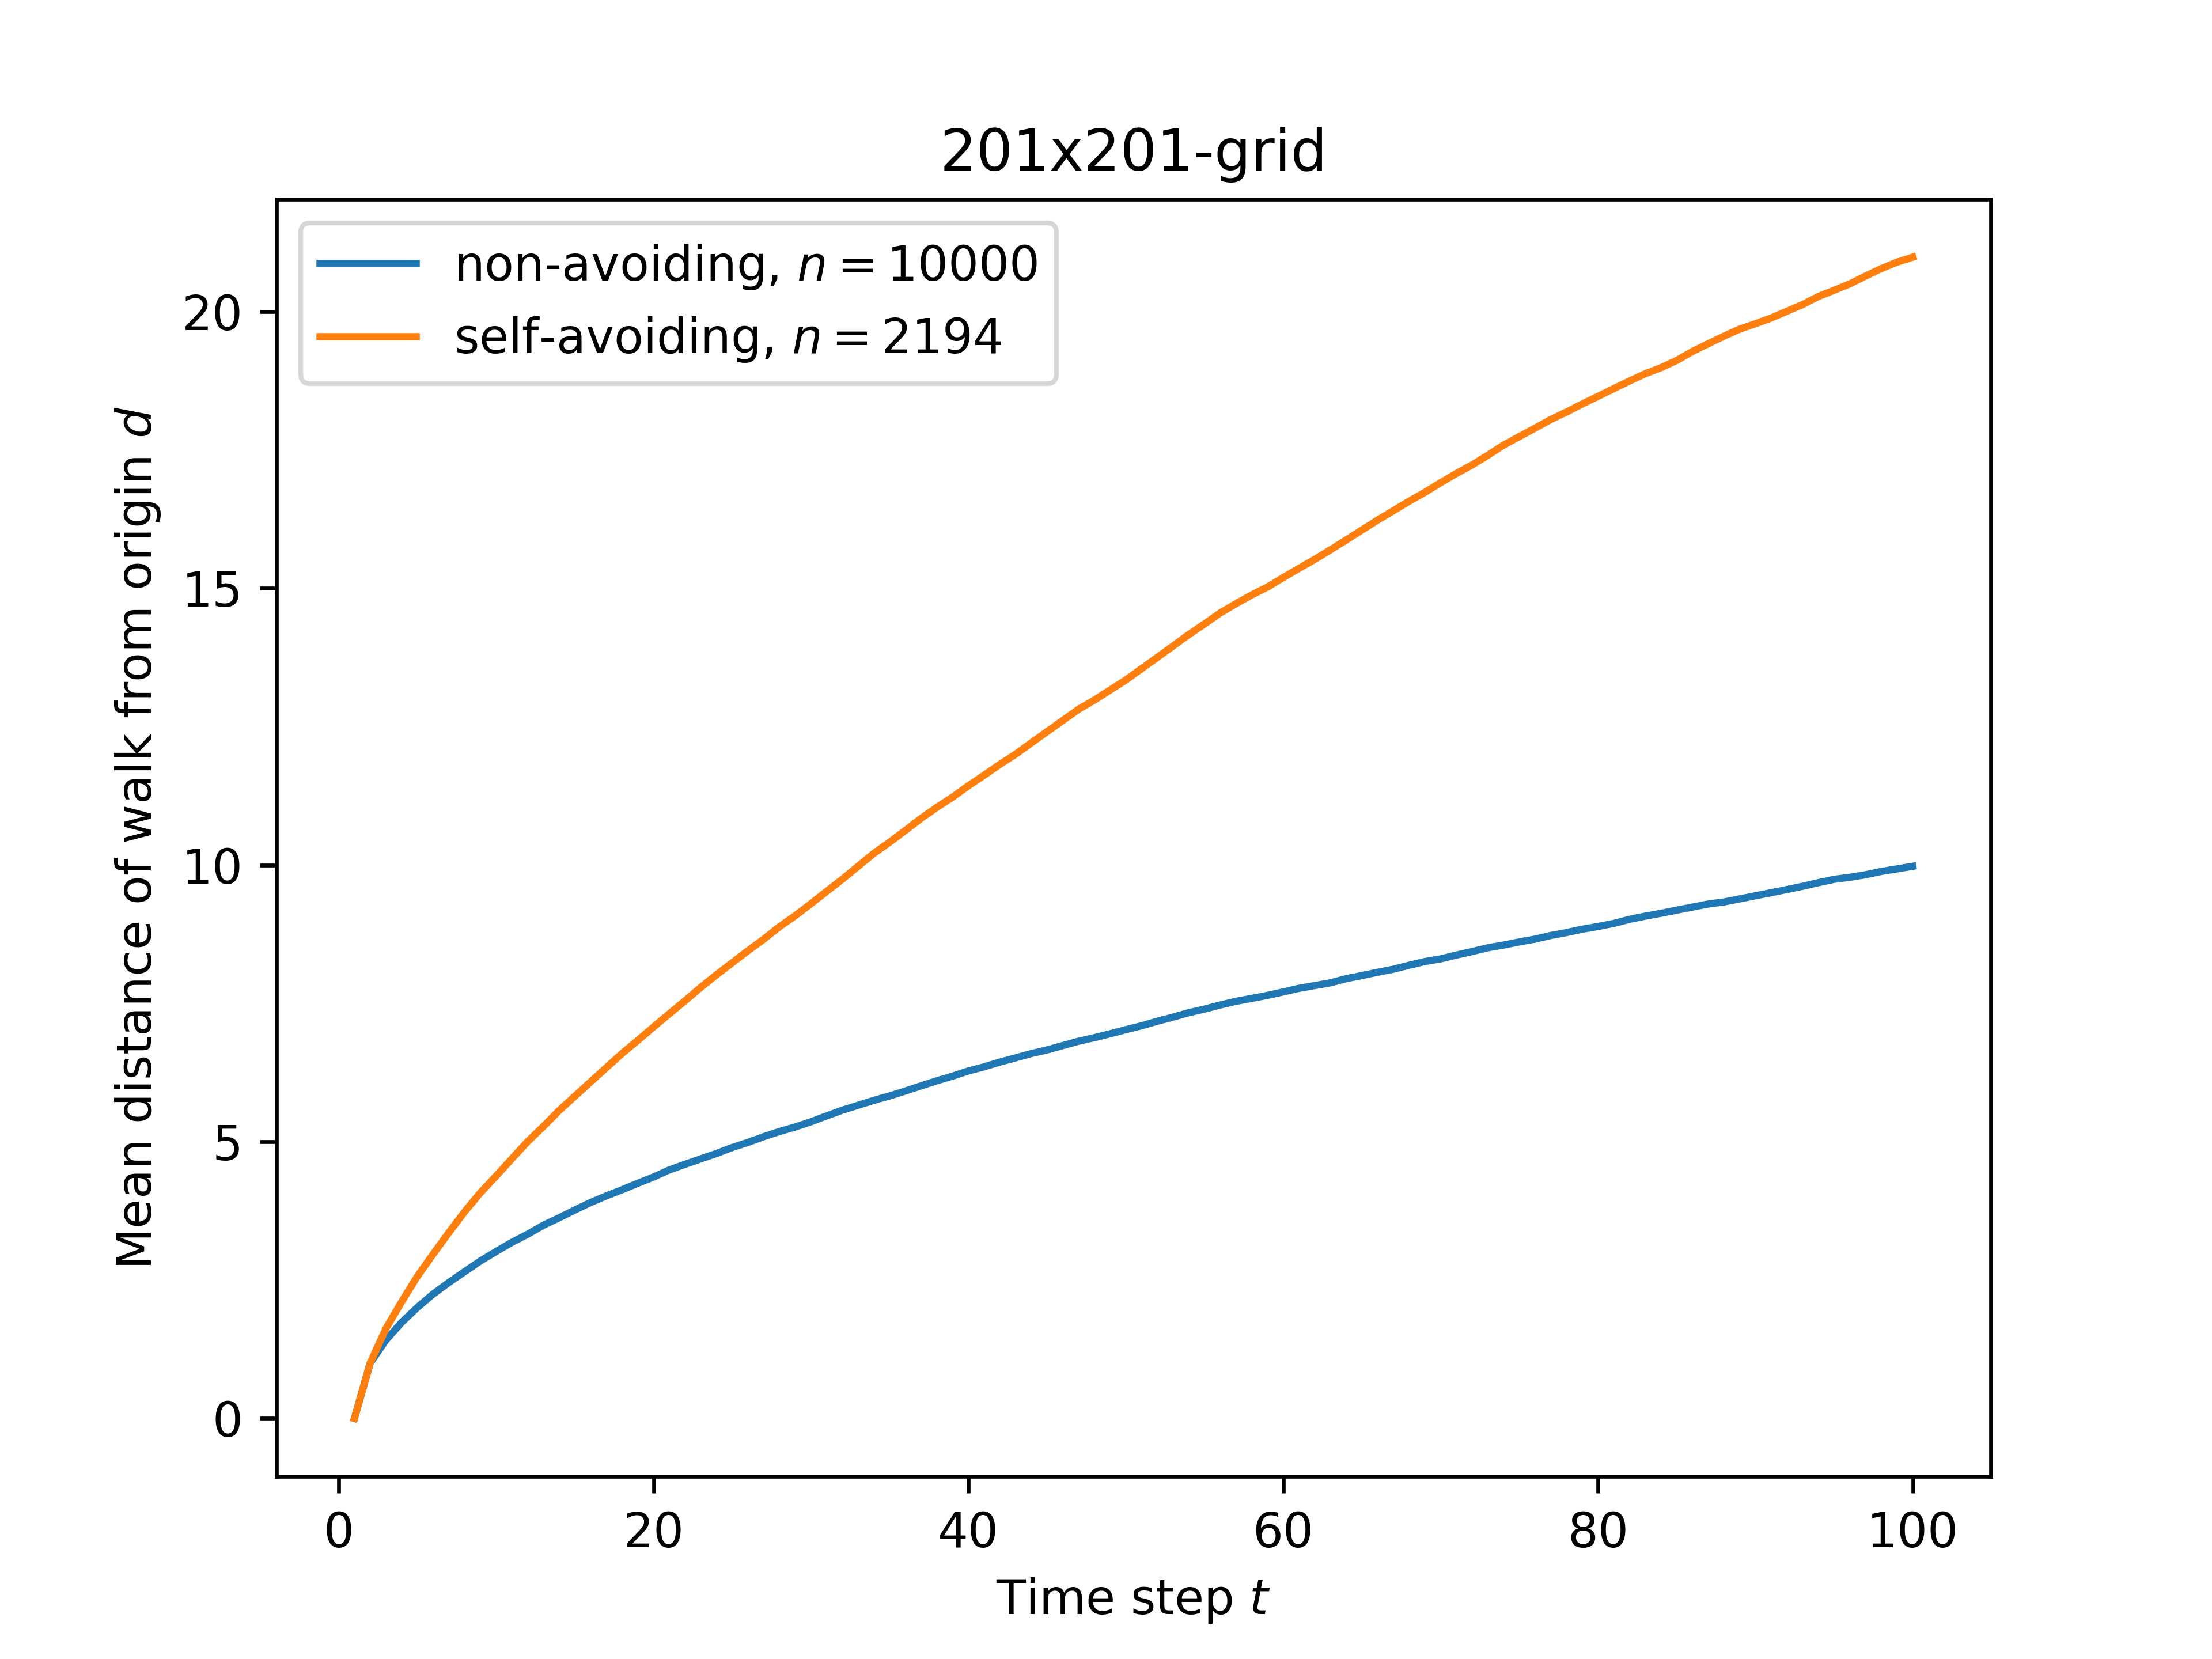 201x201-grid
non-avoiding, n = 10000
self-avoiding, n = 2194
Mean distance of walk from origin d
20
15
10
5
0
0 20 40 60 80 100
Time step t